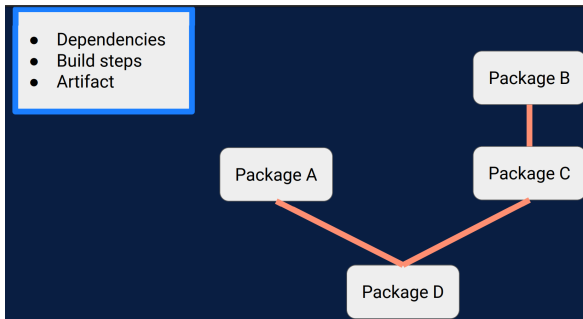 ● Dependencies
● Build steps
● Artifact
Package B
Package A
Package C
Package D